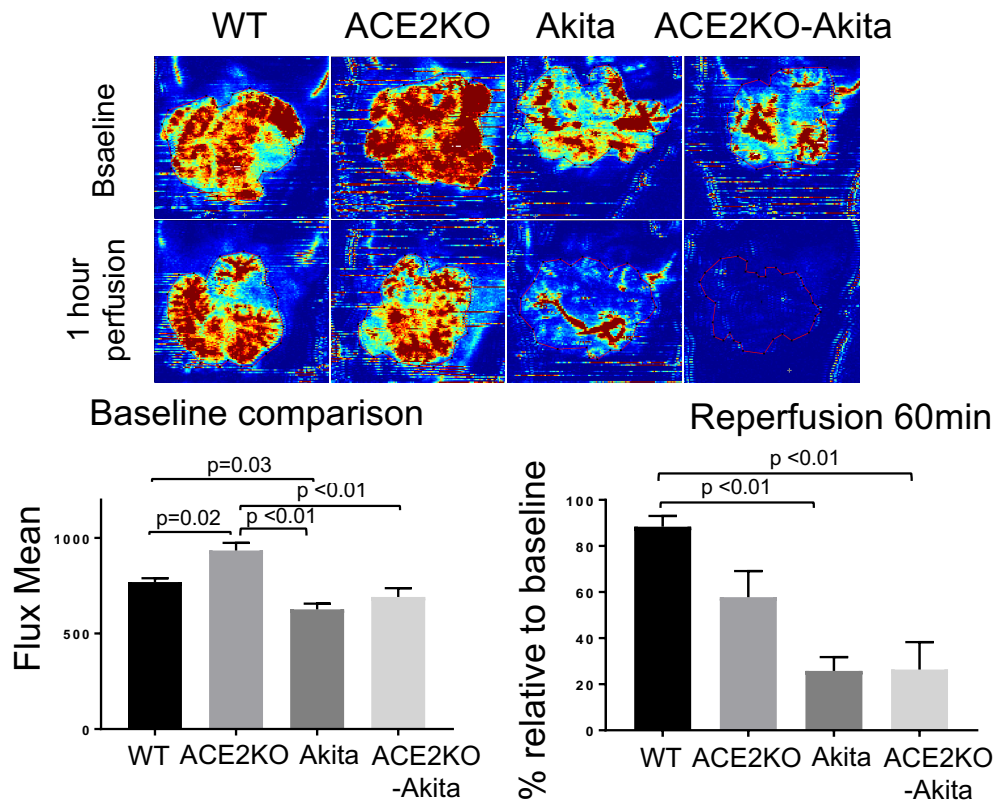 WT ACE2KO Akita ACE2KO-Akita
Bsaeline
1 hour
perfusion
Baseline comparison
p=0.03
p <0.01
p=0.02
p <0.01
1000
500
0
Flux Mean
WT ACE2KO Akita ACE2KO
-Akita
Reperfusion 60min
p <0.01
p <0.01
100
80
60
40
20
0
% relative to baseline
WT ACE2KO Akita ACE2KO
-Akita